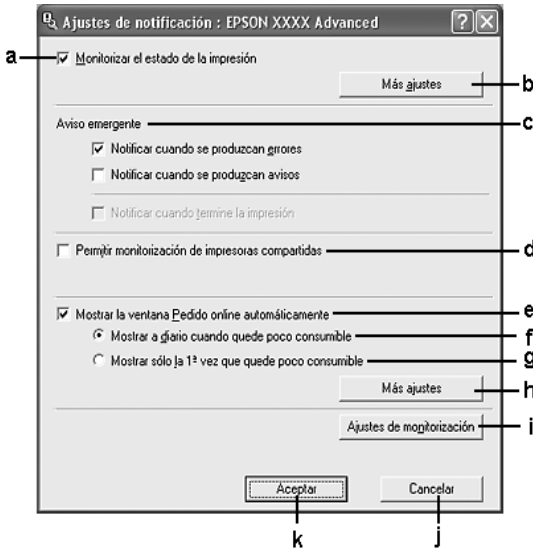 Ajustes de notificación : EPSON XXXX Advanced
a
Monitorizar el estado de la impresión
Más ajustes
b
Aviso emergente
c
Notificar cuando se produzcan errores
Notificar cuando se produzcan avisos
Notificar cuando termine la impresión
Permitir monitorización de impresoras compartidas
d
Mostrar la ventana Pedido online automáticamente
e
Mostrar a diario cuando quede poco consumible
f
Mostrar sólo la 1ª vez que quede poco consumible
g
Más ajustes
h
Ajustes de monitorización
i
Aceptar
Cancelar
k
j